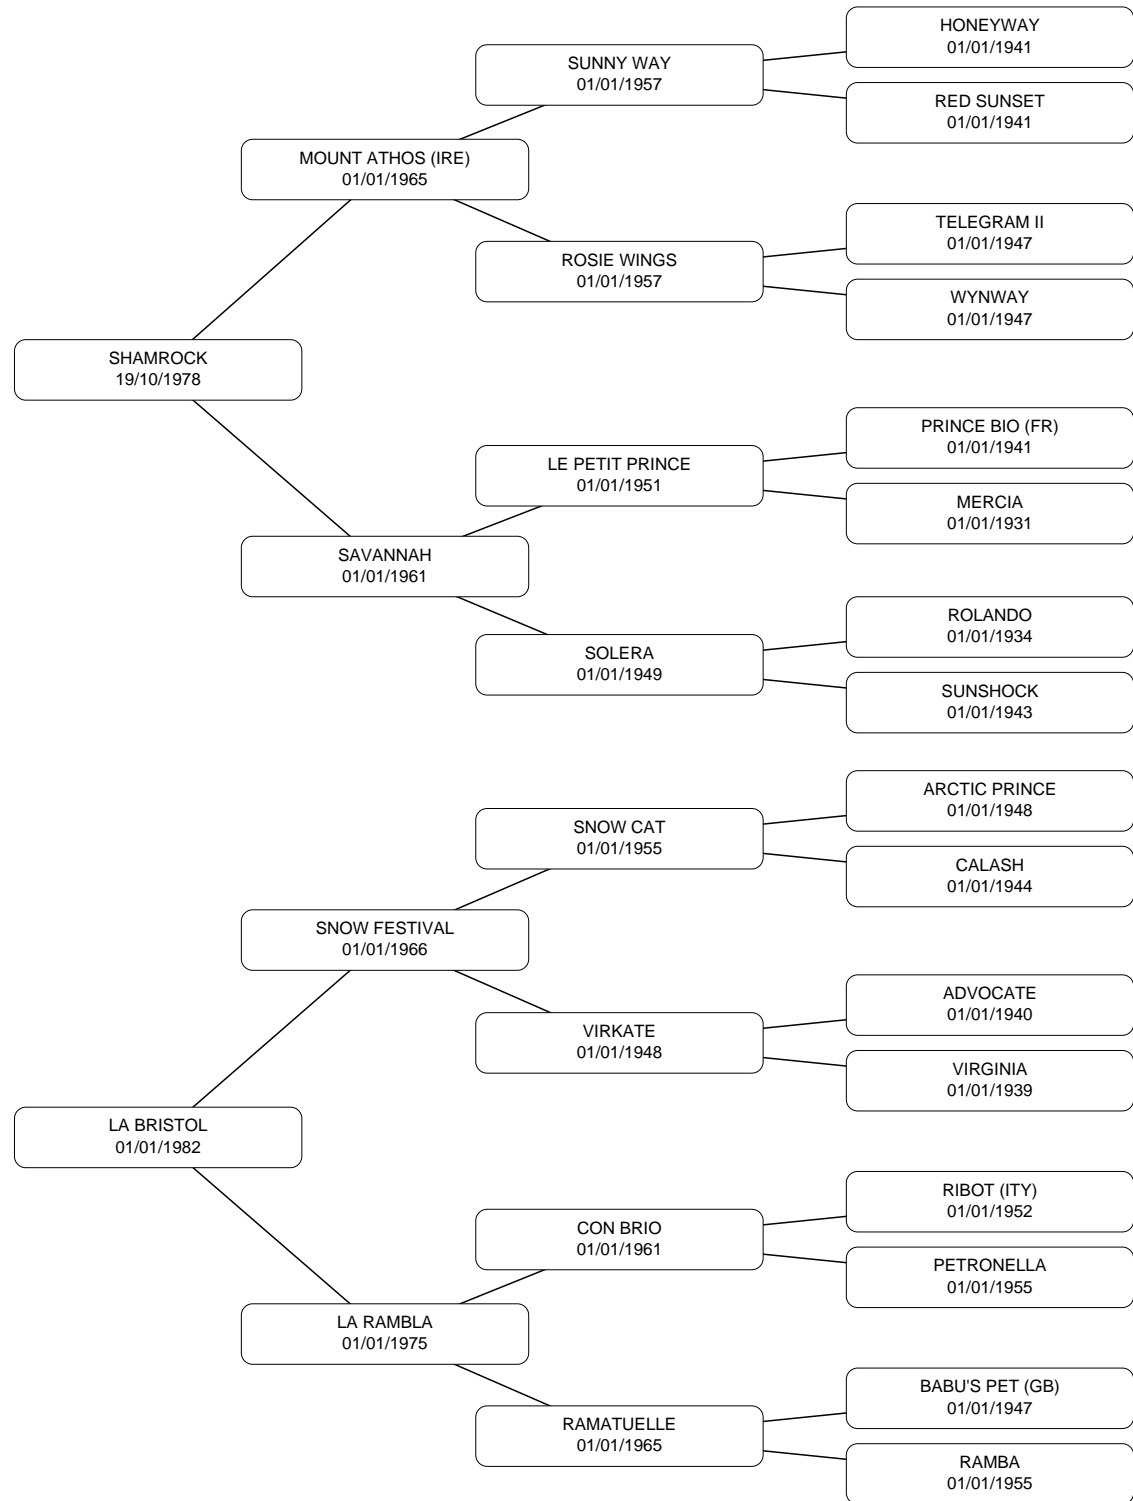 HONEYWAY
01/01/1941
SUNNY WAY
01/01/1957
RED SUNSET
01/01/1941
MOUNT ATHOS (IRE)
01/01/1965
TELEGRAM II
01/01/1947
ROSIE WINGS
01/01/1957
WYNWAY
01/01/1947
SHAMROCK
19/10/1978
PRINCE BIO (FR)
01/01/1941
LE PETIT PRINCE
01/01/1951
MERCIA
01/01/1931
SAVANNAH
01/01/1961
ROLANDO
01/01/1934
SOLERA
01/01/1949
SUNSHOCK
01/01/1943
ARCTIC PRINCE
01/01/1948
SNOW CAT
01/01/1955
CALASH
01/01/1944
SNOW FESTIVAL
01/01/1966
ADVOCATE
01/01/1940
VIRKATE
01/01/1948
VIRGINIA
01/01/1939
LA BRISTOL
01/01/1982
RIBOT (ITY)
01/01/1952
CON BRIO
01/01/1961
PETRONELLA
01/01/1955
LA RAMBLA
01/01/1975
BABU'S PET (GB)
01/01/1947
RAMATUELLE
01/01/1965
RAMBA
01/01/1955